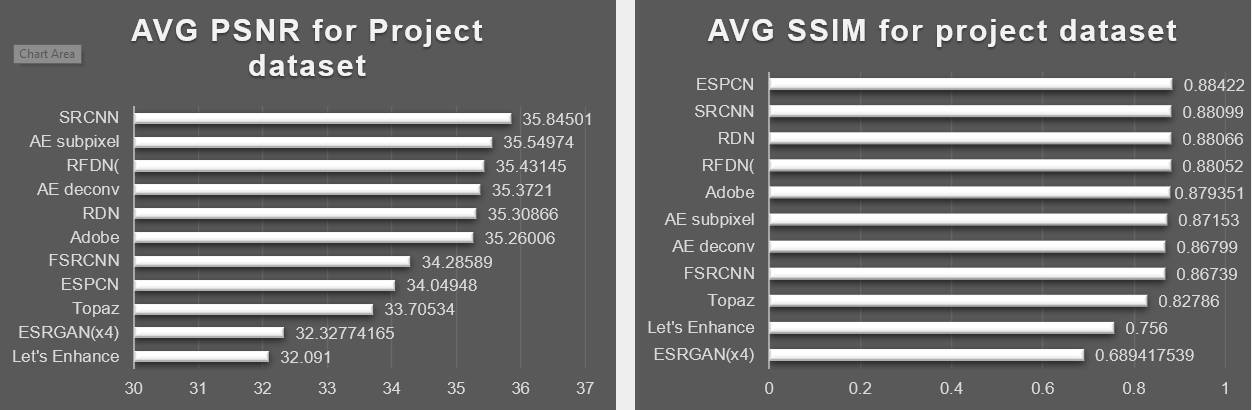 AVG PSNR for Project
dataset
Chart Area
SRCNN 35.84501
AE subpixel 35.54974
RFDN( 35.43145
AE deconv 35.3721
RDN 35.30866
Adobe 35.26006
FSRCNN 34.28589
ESPCN 34.04948
Topaz 33.70534
ESRGAN(x4) 32.32774165
Let's Enhance 32.091
30 31 32 33 34 35 36 37
AVG SSIM for project dataset
ESPCN 0.88422
SRCNN 0.88099
RDN 0.88066
RFDN( 0.88052
Adobe 0.879351
AE subpixel 0.87153
AE deconv 0.86799
FSRCNN 0.86739
Topaz 0.82786
Let's Enhance 0.756
ESRGAN(x4) 0.689417539
0 0.2 0.4 0.6 0.8 1